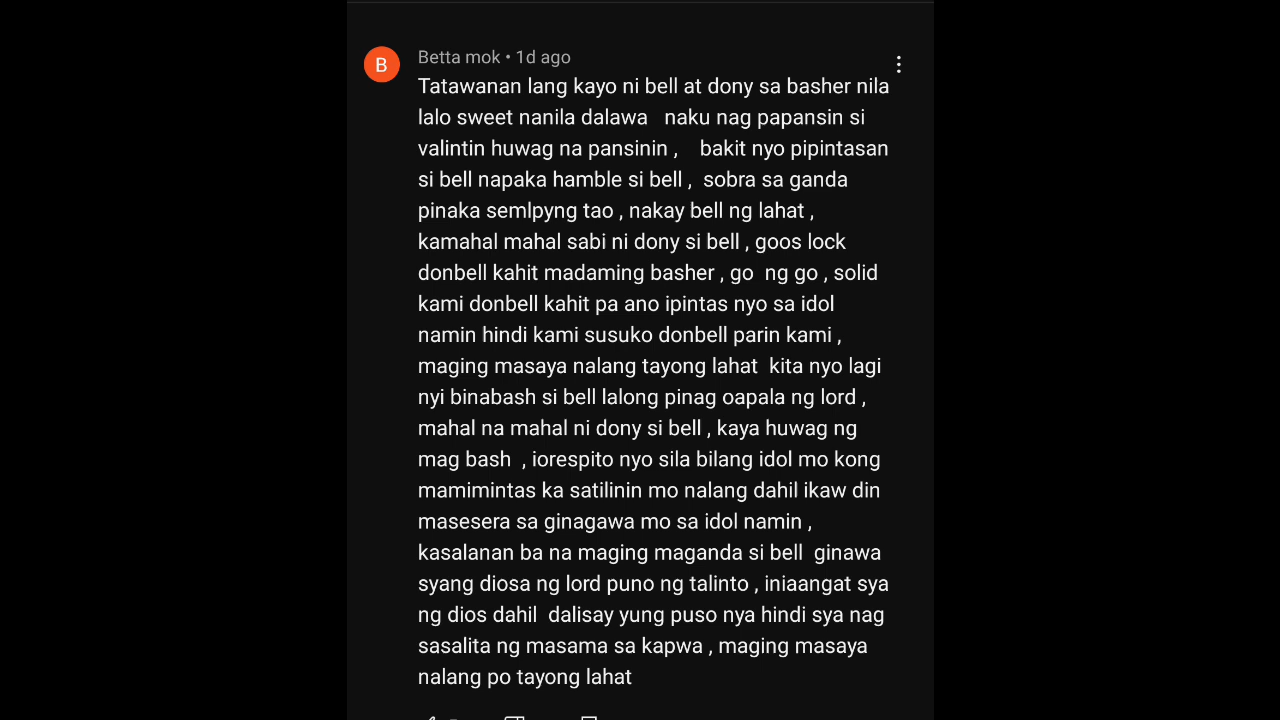 B
Betta mok • 1d ago
Tatawanan lang kayo ni bell at dony sa basher nila
lalo sweet nanila dalawa   naku nag papansin si
valintin huwag na pansinin ,    bakit nyo pipintasan
si bell napaka hamble si bell ,  sobra sa ganda
pinaka semlpyng tao , nakay bell ng lahat ,
kamahal mahal sabi ni dony si bell , goos lock
donbell kahit madaming basher , go  ng go , solid
kami donbell kahit pa ano ipintas nyo sa idol
namin hindi kami susuko donbell parin kami ,
maging masaya nalang tayong lahat  kita nyo lagi
nyi binabash si bell lalong pinag oapala ng lord ,
mahal na mahal ni dony si bell , kaya huwag ng
mag bash  , iorespito nyo sila bilang idol mo kong
mamimintas ka satilinin mo nalang dahil ikaw din
masesera sa ginagawa mo sa idol namin ,
kasalanan ba na maging maganda si bell  ginawa
syang diosa ng lord puno ng talinto , iniaangat sya
ng dios dahil  dalisay yung puso nya hindi sya nag
sasalita ng masama sa kapwa , maging masaya
nalang po tayong lahat